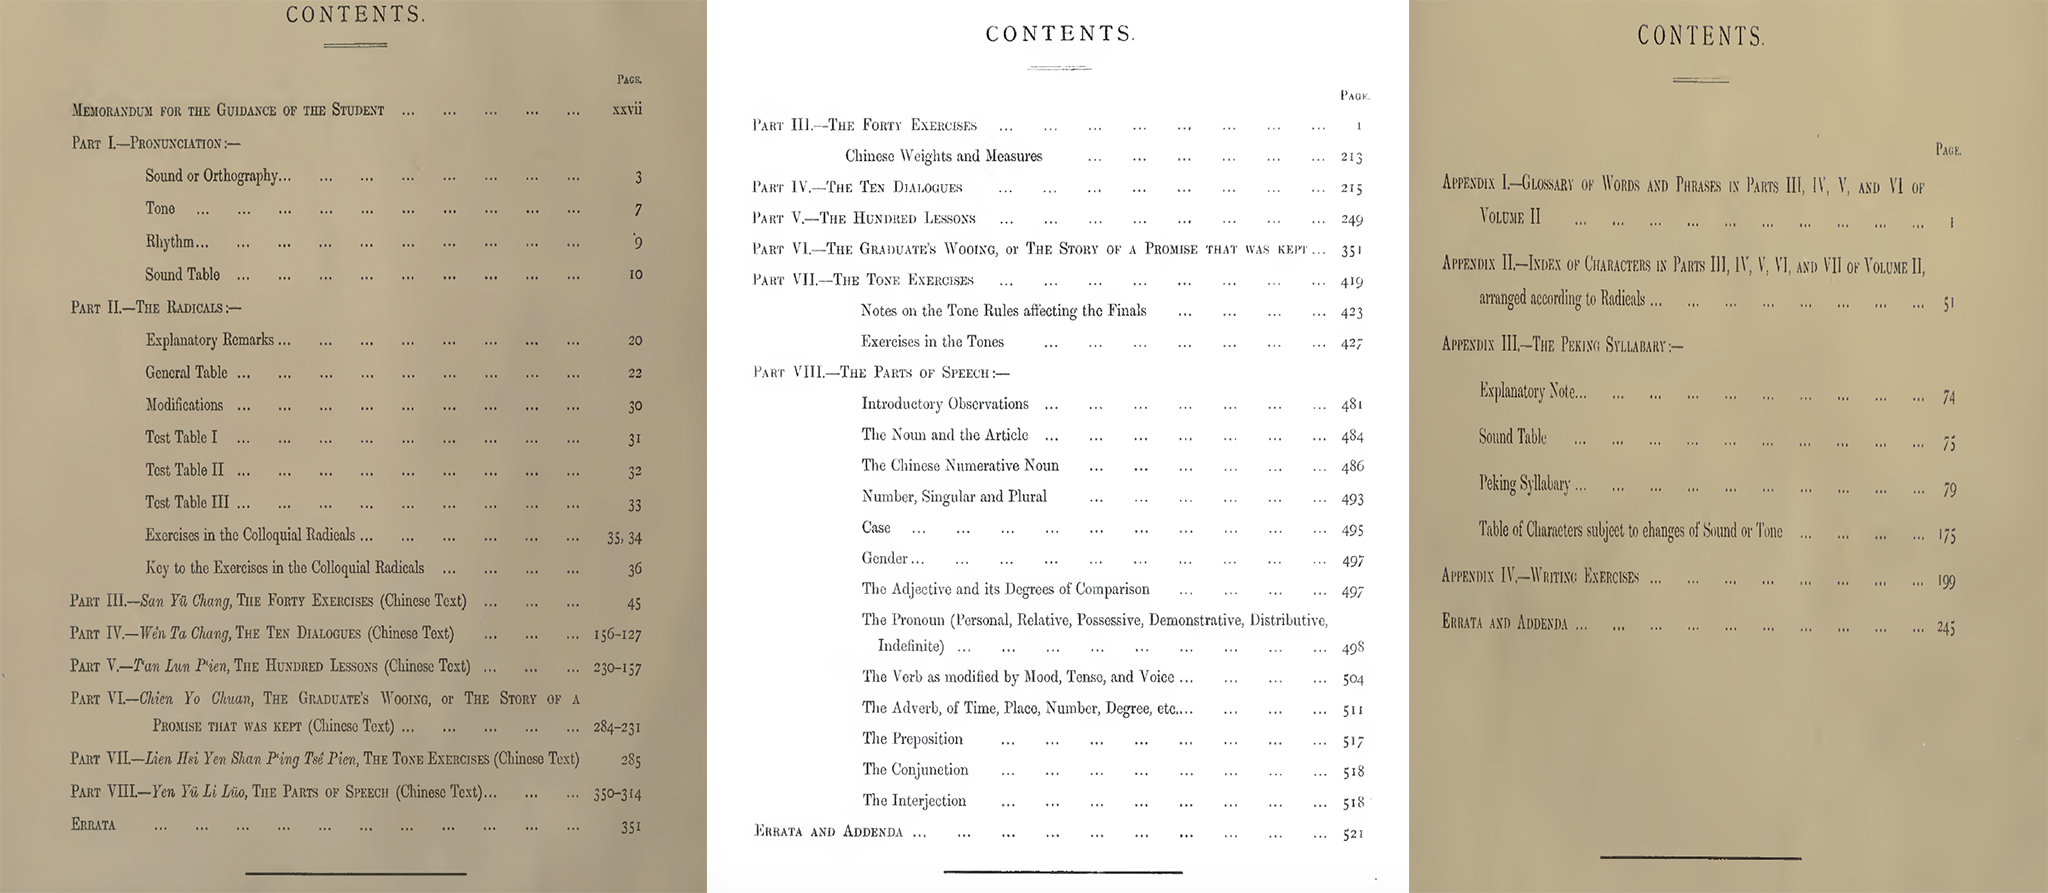 CONTENTS.
PAGE.
MEMORANDUM FOR THE GUIDANCE OF THE STUDENT ... ... ... ... ... xxvii
PART I.—PRONUNCIATION:—
Sound or Orthography... ... ... ... ... ... ... ... 3
Tone ... ... ... ... ... ... ... ... ... ... 7
Rhythm... ... ... ... ... ... ... ... ... ... 9
Sound Table ... ... ... ... ... ... ... ... ... 10
PART II.—THE RADICALS:—
Explanatory Remarks ... ... ... ... ... ... ... ... 20
General Table ... ... ... ... ... ... ... ... ... 22
Modifications ... ... ... ... ... ... ... ... ... 30
Test Table I ... ... ... ... ... ... ... ... ... 31
Test Table II ... ... ... ... ... ... ... ... ... 32
Test Table III ... ... ... ... ... ... ... ... ... 33
Exercises in the Colloquial Radicals ... ... ... ... ... ... 35, 34
Key to the Exercises in the Colloquial Radicals ... ... ... ... 36
PART III.—San Yü Chang, THE FORTY EXERCISES (Chinese Text) ... ... ... 45
PART IV.—Wên Ta Chang, THE TEN DIALOGUES (Chinese Text) ... ... ... 156-127
PART V.—T'an Lun P'ien, THE HUNDRED LESSONS (Chinese Text) ... ... ... 230-157
PART VI.—Chien Yo Chuan, THE GRADUATE'S WOOING, or THE STORY OF A
PROMISE THAT WAS KEPT (Chinese Text) ... ... ... ... ... 284-231
PART VII.—Lien Hsi Yen Shan P'ing Tsê Pien, THE TONE EXERCISES (Chinese Text) 285
PART VIII.—Yen Yü Li Lüo, THE PARTS OF SPEECH (Chinese Text)... ... ... 350-314
ERRATA ... ... ... ... ... ... ... ... ... ... ... 351
CONTENTS.
PAGE.
PART III.—THE FORTY EXERCISES ... ... ... ... ... ... ... ... 1
Chinese Weights and Measures ... ... ... ... ... ... 213
PART IV.—THE TEN DIALOGUES ... ... ... ... ... ... ... ... 215
PART V.—THE HUNDRED LESSONS ... ... ... ... ... ... ... ... 249
PART VI.—THE GRADUATE'S WOOING, or THE STORY OF A PROMISE THAT WAS KEPT ... 351
PART VII.—THE TONE EXERCISES ... ... ... ... ... ... ... ... 419
Notes on the Tone Rules affecting the Finals ... ... ... ... 423
Exercises in the Tones ... ... ... ... ... ... ... 427
PART VIII.—THE PARTS OF SPEECH:—
Introductory Observations ... ... ... ... ... ... ... 481
The Noun and the Article ... ... ... ... ... ... ... 484
The Chinese Numerative Noun ... ... ... ... ... ... 486
Number, Singular and Plural ... ... ... ... ... ... 493
Case ... ... ... ... ... ... ... ... ... ... 495
Gender... ... ... ... ... ... ... ... ... ... 497
The Adjective and its Degrees of Comparison ... ... ... ... 497
The Pronoun (Personal, Relative, Possessive, Demonstrative, Distributive,
Indefinite) ... ... ... ... ... ... ... ... ... 498
The Verb as modified by Mood, Tense, and Voice ... ... ... ... 504
The Adverb, of Time, Place, Number, Degree, etc.... ... ... ... 511
The Preposition ... ... ... ... ... ... ... ... 517
The Conjunction ... ... ... ... ... ... ... ... 518
The Interjection ... ... ... ... ... ... ... ... 518
ERRATA AND ADDENDA ... ... ... ... ... ... ... ... ... ... 521
CONTENTS.
PAGE.
APPENDIX I.—GLOSSARY OF WORDS AND PHRASES IN PARTS III, IV, V, AND VI OF
VOLUME II ... ... ... ... ... ... ... ... ... 1
APPENDIX II.—INDEX OF CHARACTERS IN PARTS III, IV, V, VI, AND VII OF VOLUME II,
arranged according to Radicals ... ... ... ... ... ... ... ... 51
APPENDIX III.—THE PEKING SYLLABARY:—
Explanatory Note... ... ... ... ... ... ... ... ... ... 74
Sound Table ... ... ... ... ... ... ... ... ... ... 75
Peking Syllabary ... ... ... ... ... ... ... ... ... ... 79
Table of Characters subject to changes of Sound or Tone ... ... ... ... 175
APPENDIX IV.—WRITING EXERCISES ... ... ... ... ... ... ... ... 199
ERRATA AND ADDENDA ... ... ... ... ... ... ... ... ... ... 245